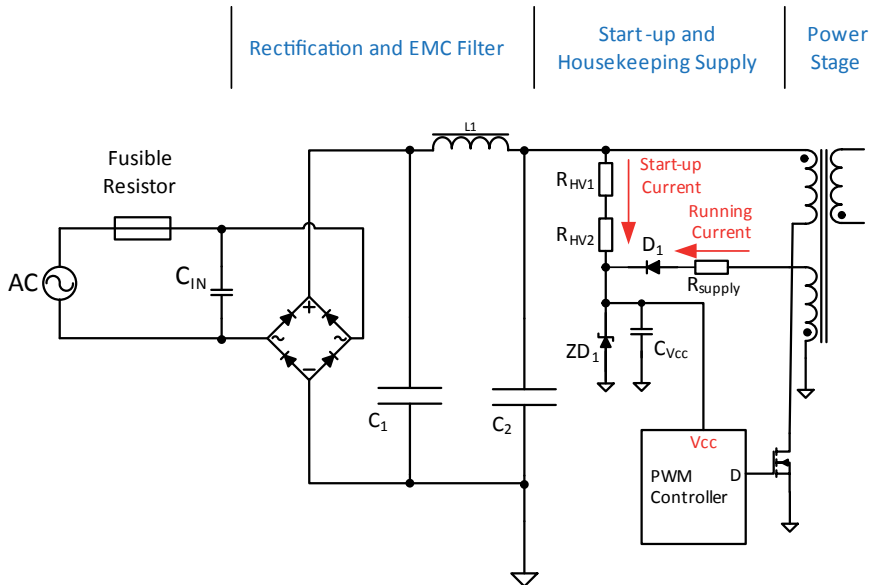 Rectification and EMC Filter
Start-up and
Housekeeping Supply
Power
Stage
Fusible
Resistor
AC
CIN
+
−
L1
C1
C2
RHV1
RHV2
Start-up
Current
Running
Current
D1
Rsupply
ZD1
CVcc
Vcc
PWM
Controller
D